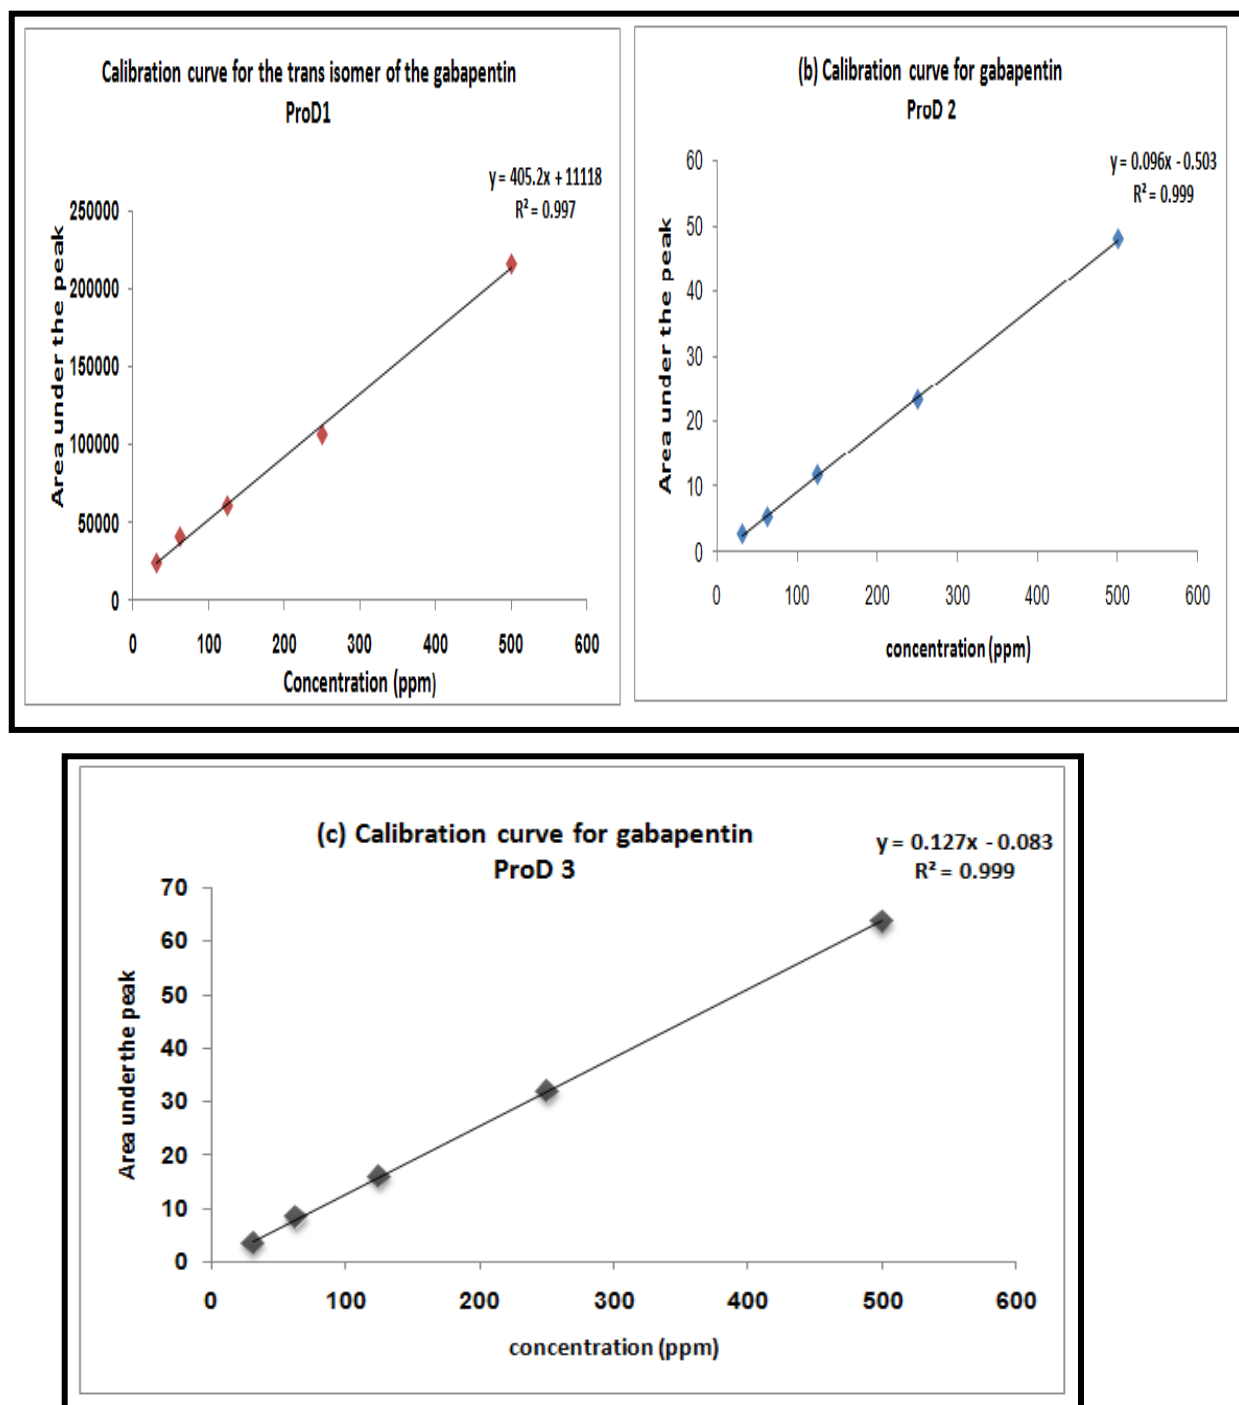 Calibration curve for the trans isomer of the gabapentin
ProD1
y = 405.2x + 11118
R² = 0.997
Area under the peak
250000
200000
150000
100000
50000
0
0 100 200 300 400 500 600
Concentration (ppm)
(b) Calibration curve for gabapentin
ProD 2
y = 0.096x - 0.503
R² = 0.999
Area under the peak
60
50
40
30
20
10
0
0 100 200 300 400 500 600
concentration (ppm)
(c) Calibration curve for gabapentin
ProD 3
y = 0.127x - 0.083
R² = 0.999
Area under the peak
70
60
50
40
30
20
10
0
0 100 200 300 400 500 600
concentration (ppm)